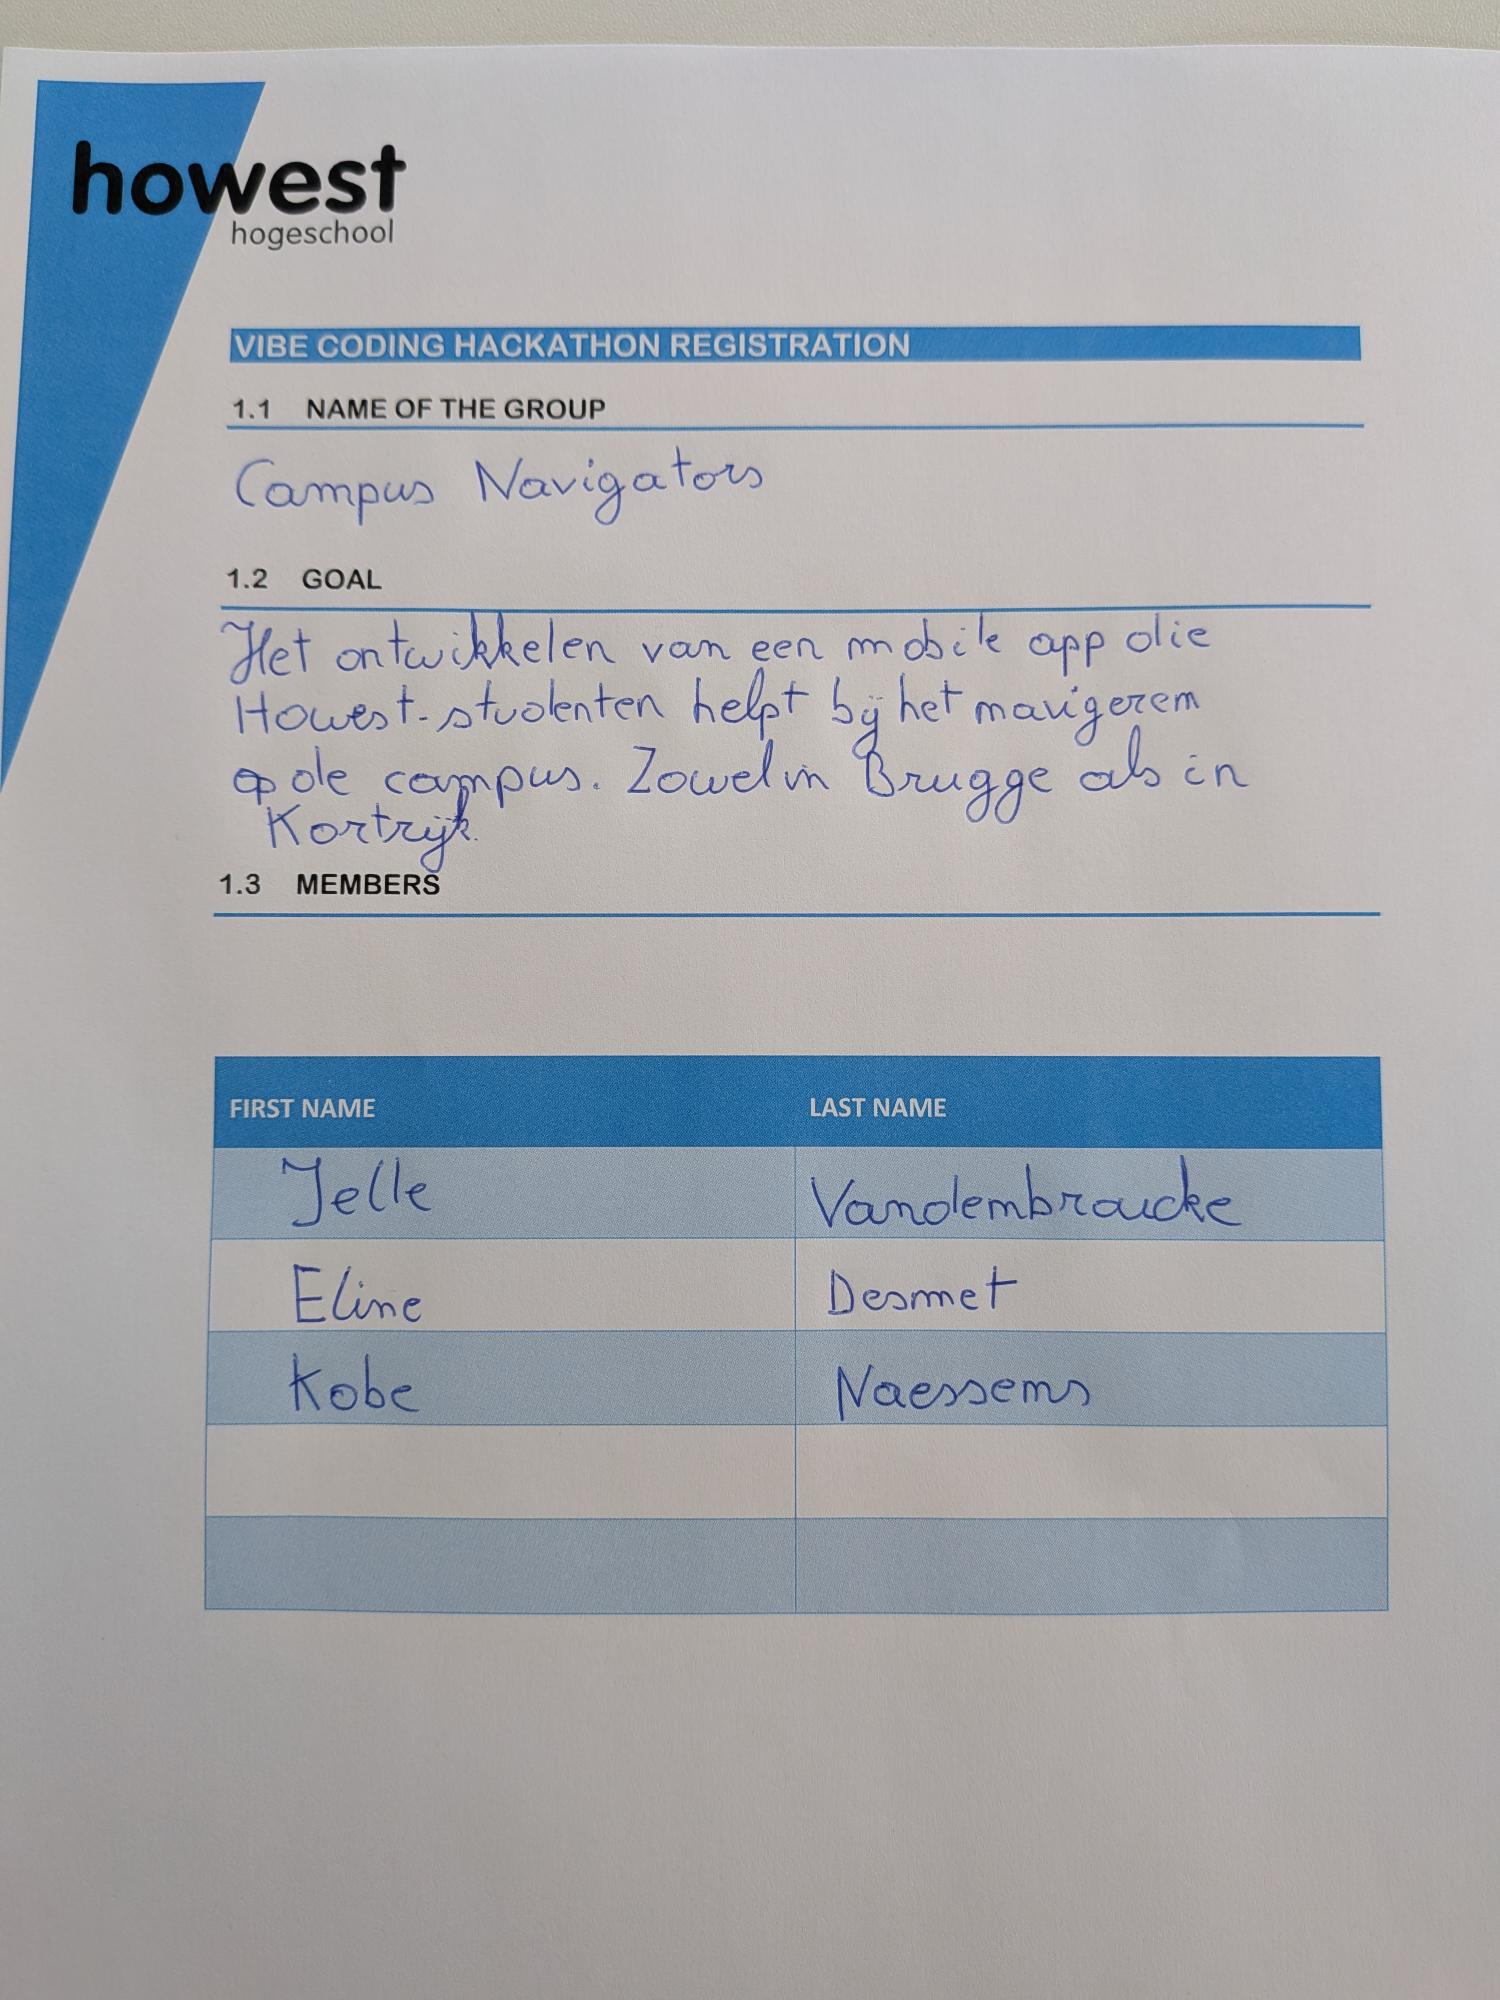 howest
hogeschool
VIBE CODING HACKATHON REGISTRATION
1.1 NAME OF THE GROUP
Campus Navigators
1.2 GOAL
Het ontwikkelen van een mobile app die
Howest-studenten helpt bij het navigeren
op de campus. Zowel in Brugge als in
Kortrijk.
1.3 MEMBERS
FIRST NAME LAST NAME
Jelle Vandenbroucke
Eline Desmet
Kobe Naessens